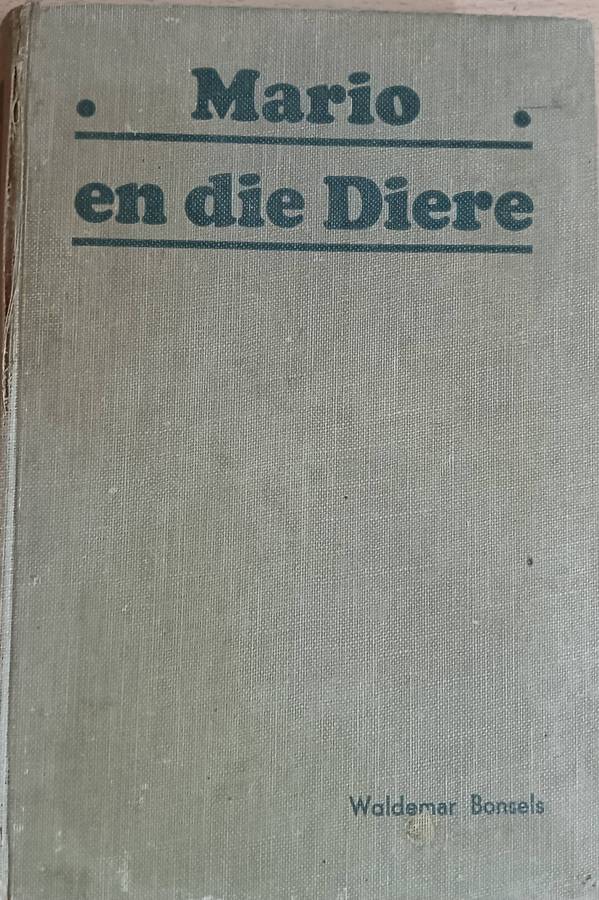 • Mario •
en die Diere
Waldemar Bonsels